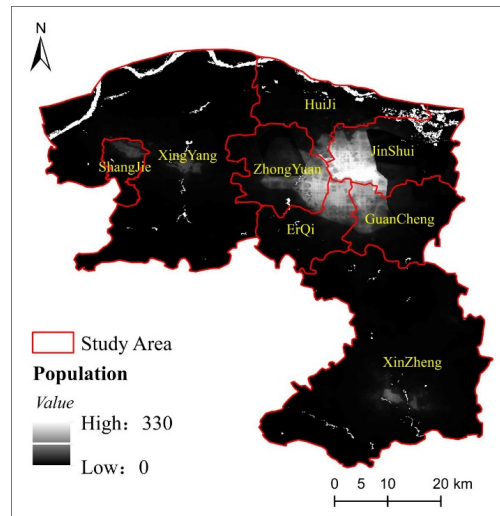 N
HuiJi
JinShui
ShangJie
XingYang
ZhongYuan
GuanCheng
ErQi
XinZheng
Study Area
Population
Value
High：330
Low：0
0 5 10 20 km